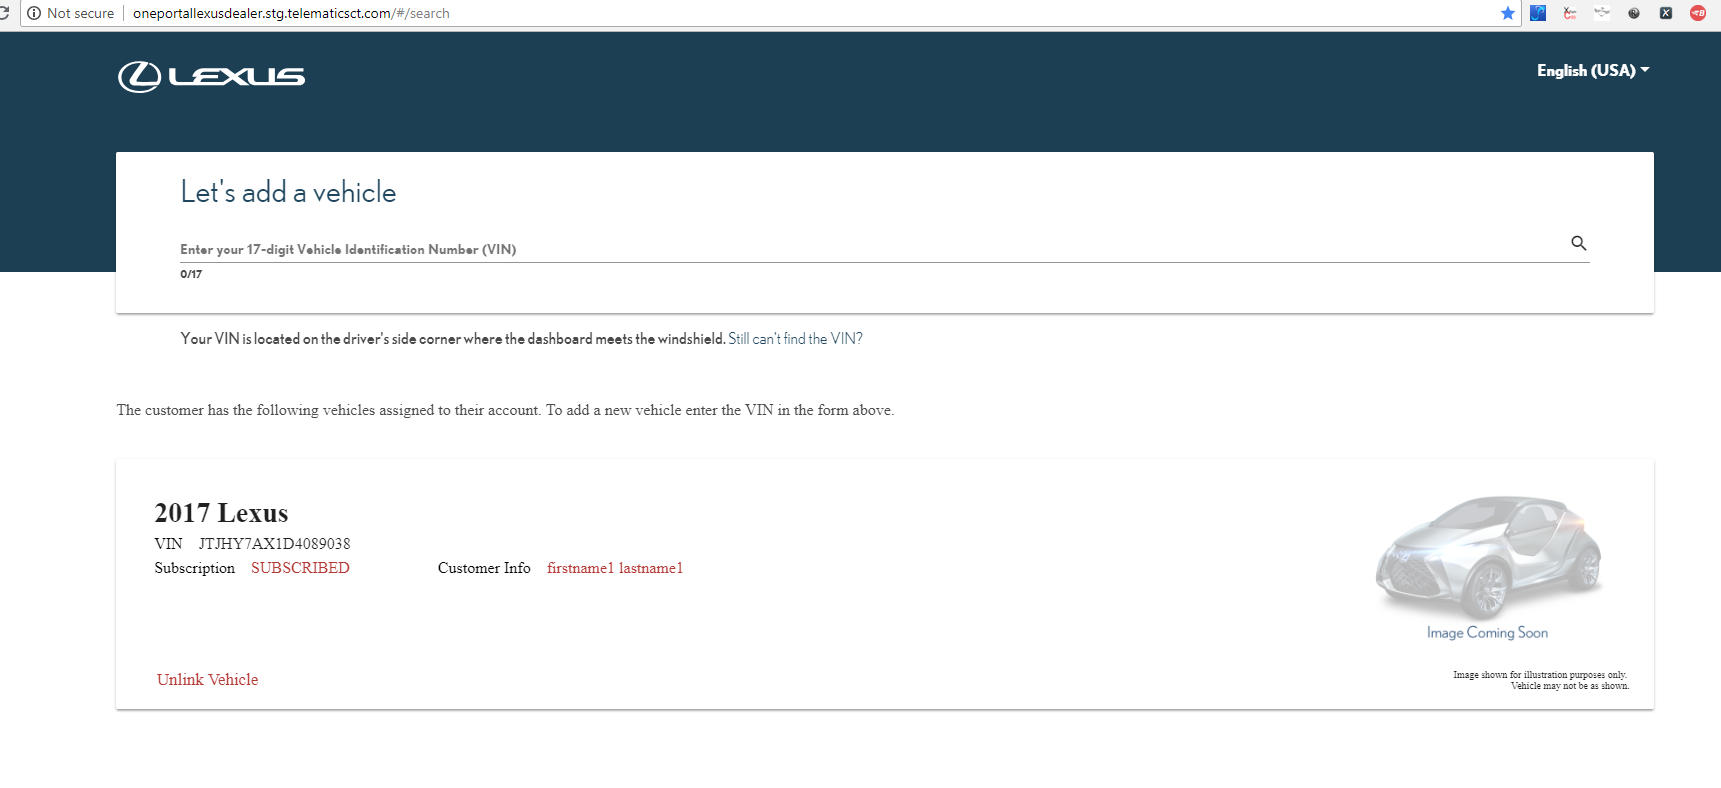 Not secure oneportallexusdealer.stg.telematicsct.com/#/search
LEXUS
English (USA)
Let's add a vehicle
Enter your 17-digit Vehicle Identification Number (VIN)
0/17
Your VIN is located on the driver's side corner where the dashboard meets the windshield. Still can't find the VIN?
The customer has the following vehicles assigned to their account. To add a new vehicle enter the VIN in the form above.
2017 Lexus
VIN JTJHY7AX1D4089038
Subscription SUBSCRIBED Customer Info firstname1 lastname1
Image Coming Soon
Unlink Vehicle
Image shown for illustration purposes only.
Vehicle may not be as shown.